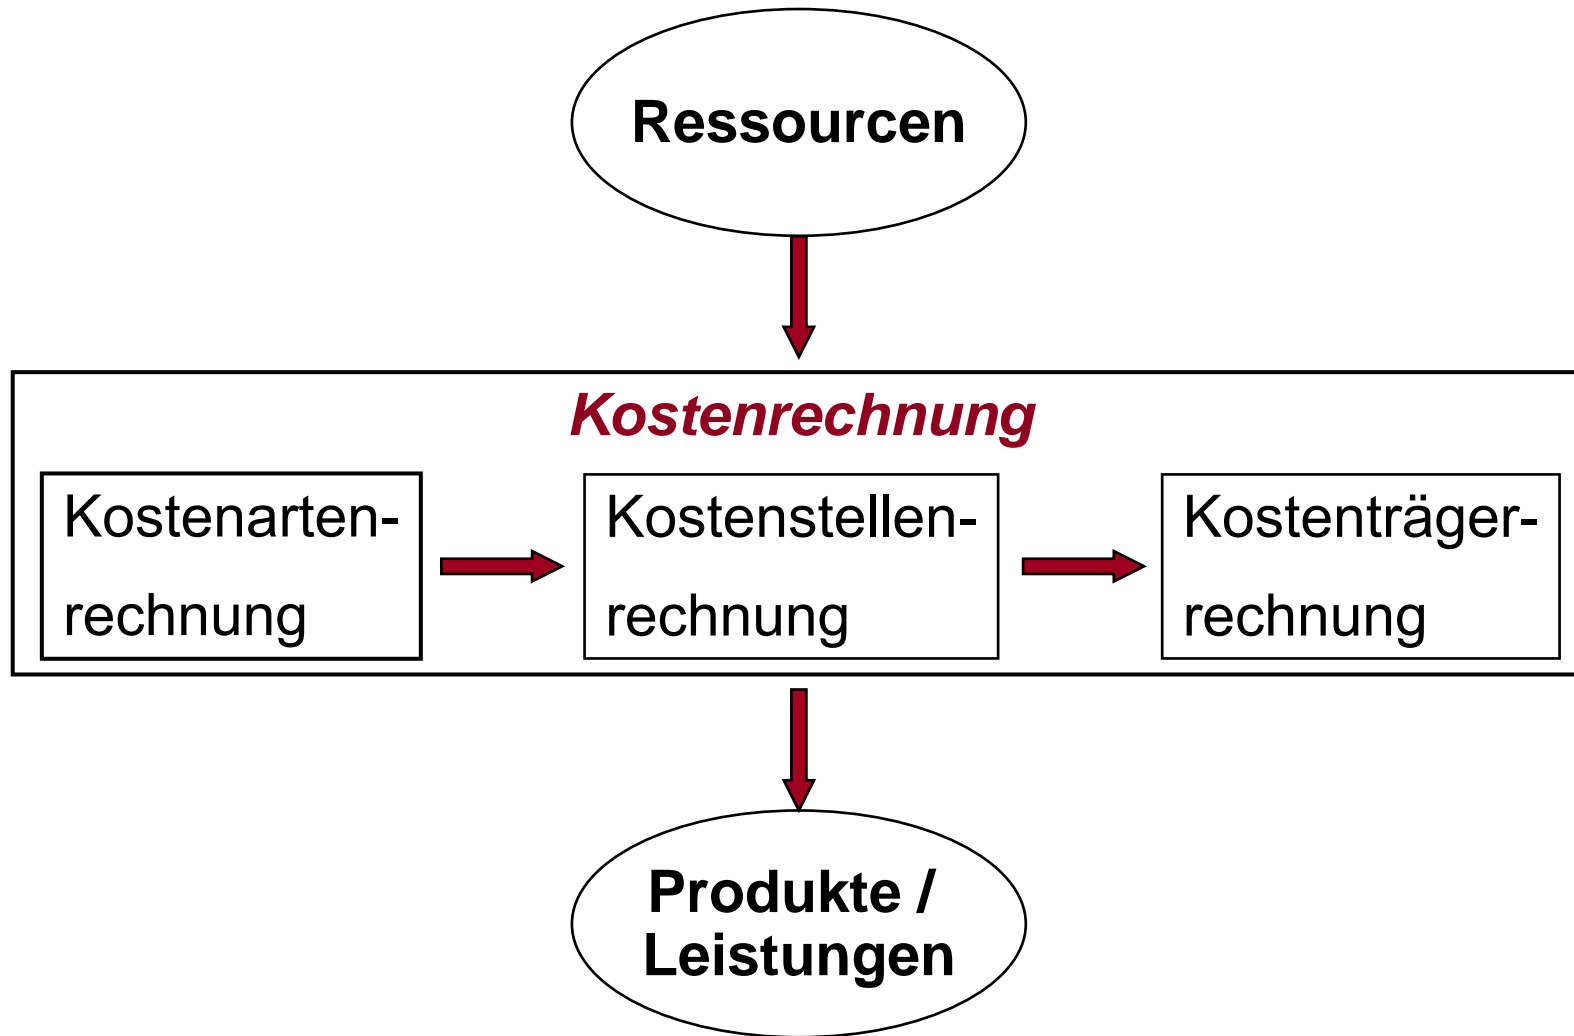 Ressourcen
Kostenrechnung
Kostenarten-
rechnung
Kostenstellen-
rechnung
Kostenträger-
rechnung
Produkte /
Leistungen